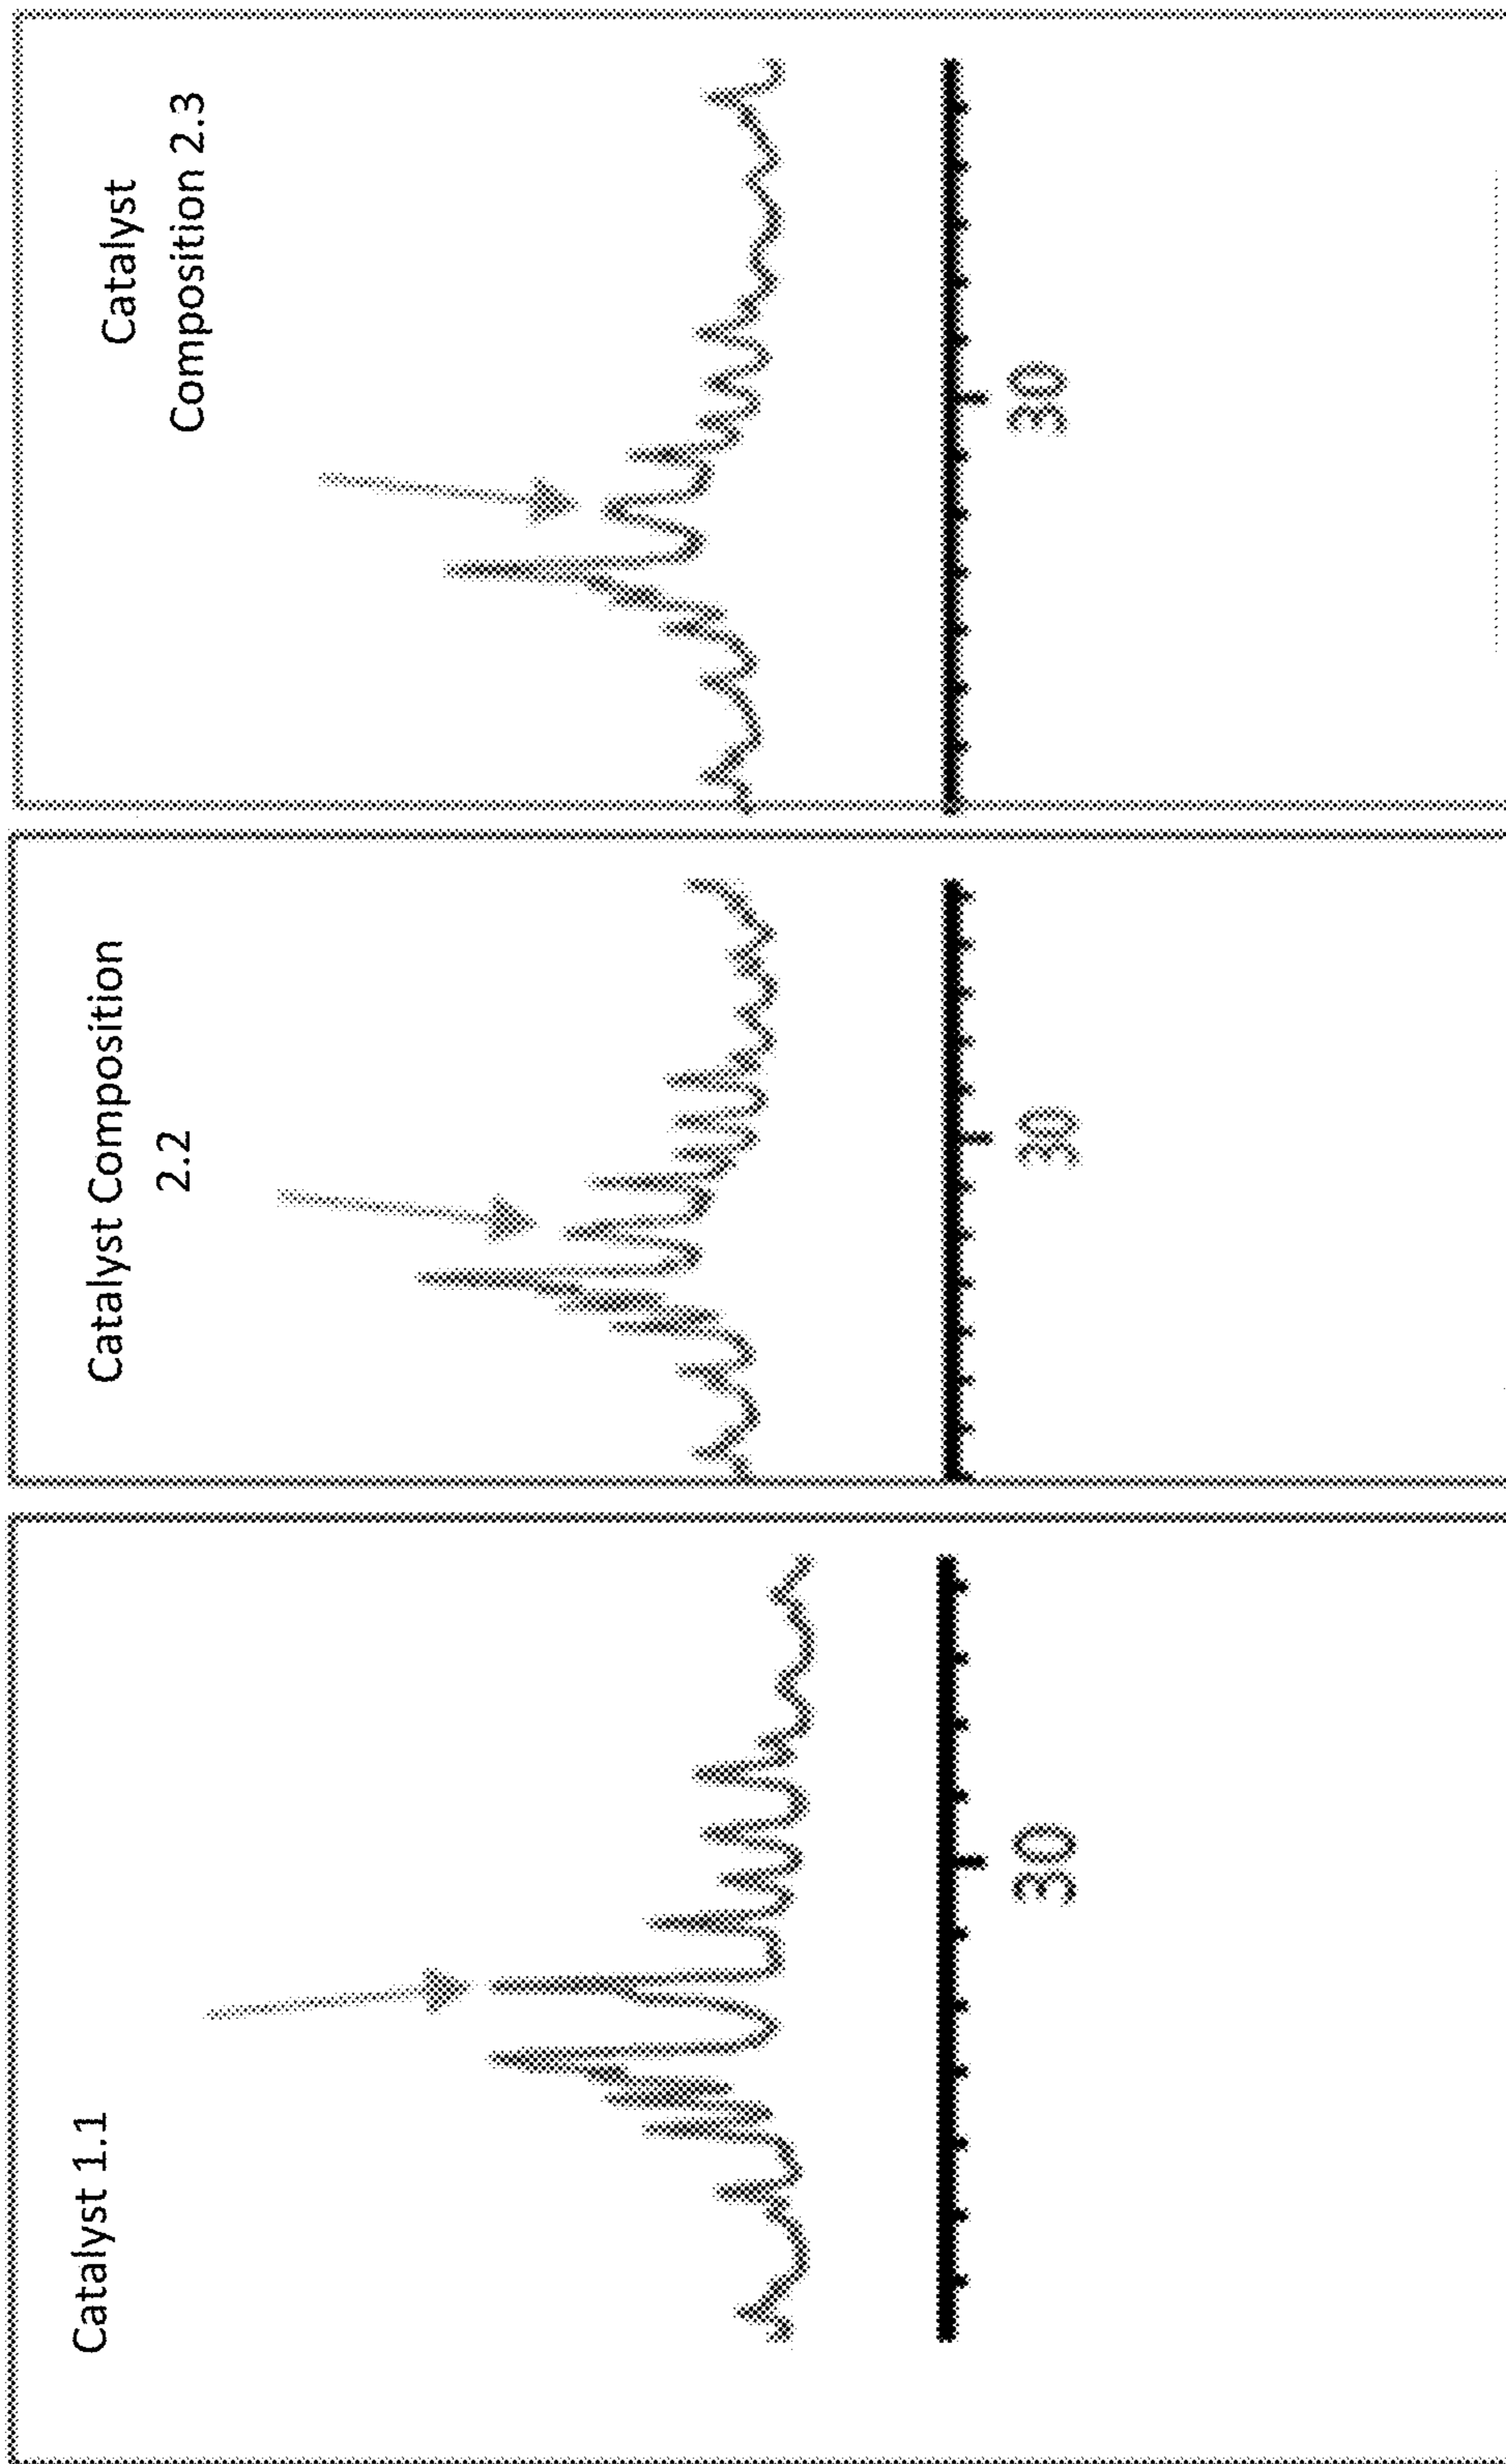 Catalyst 1.1
30
Catalyst Composition
2.2
30
Catalyst
Composition 2.3
30